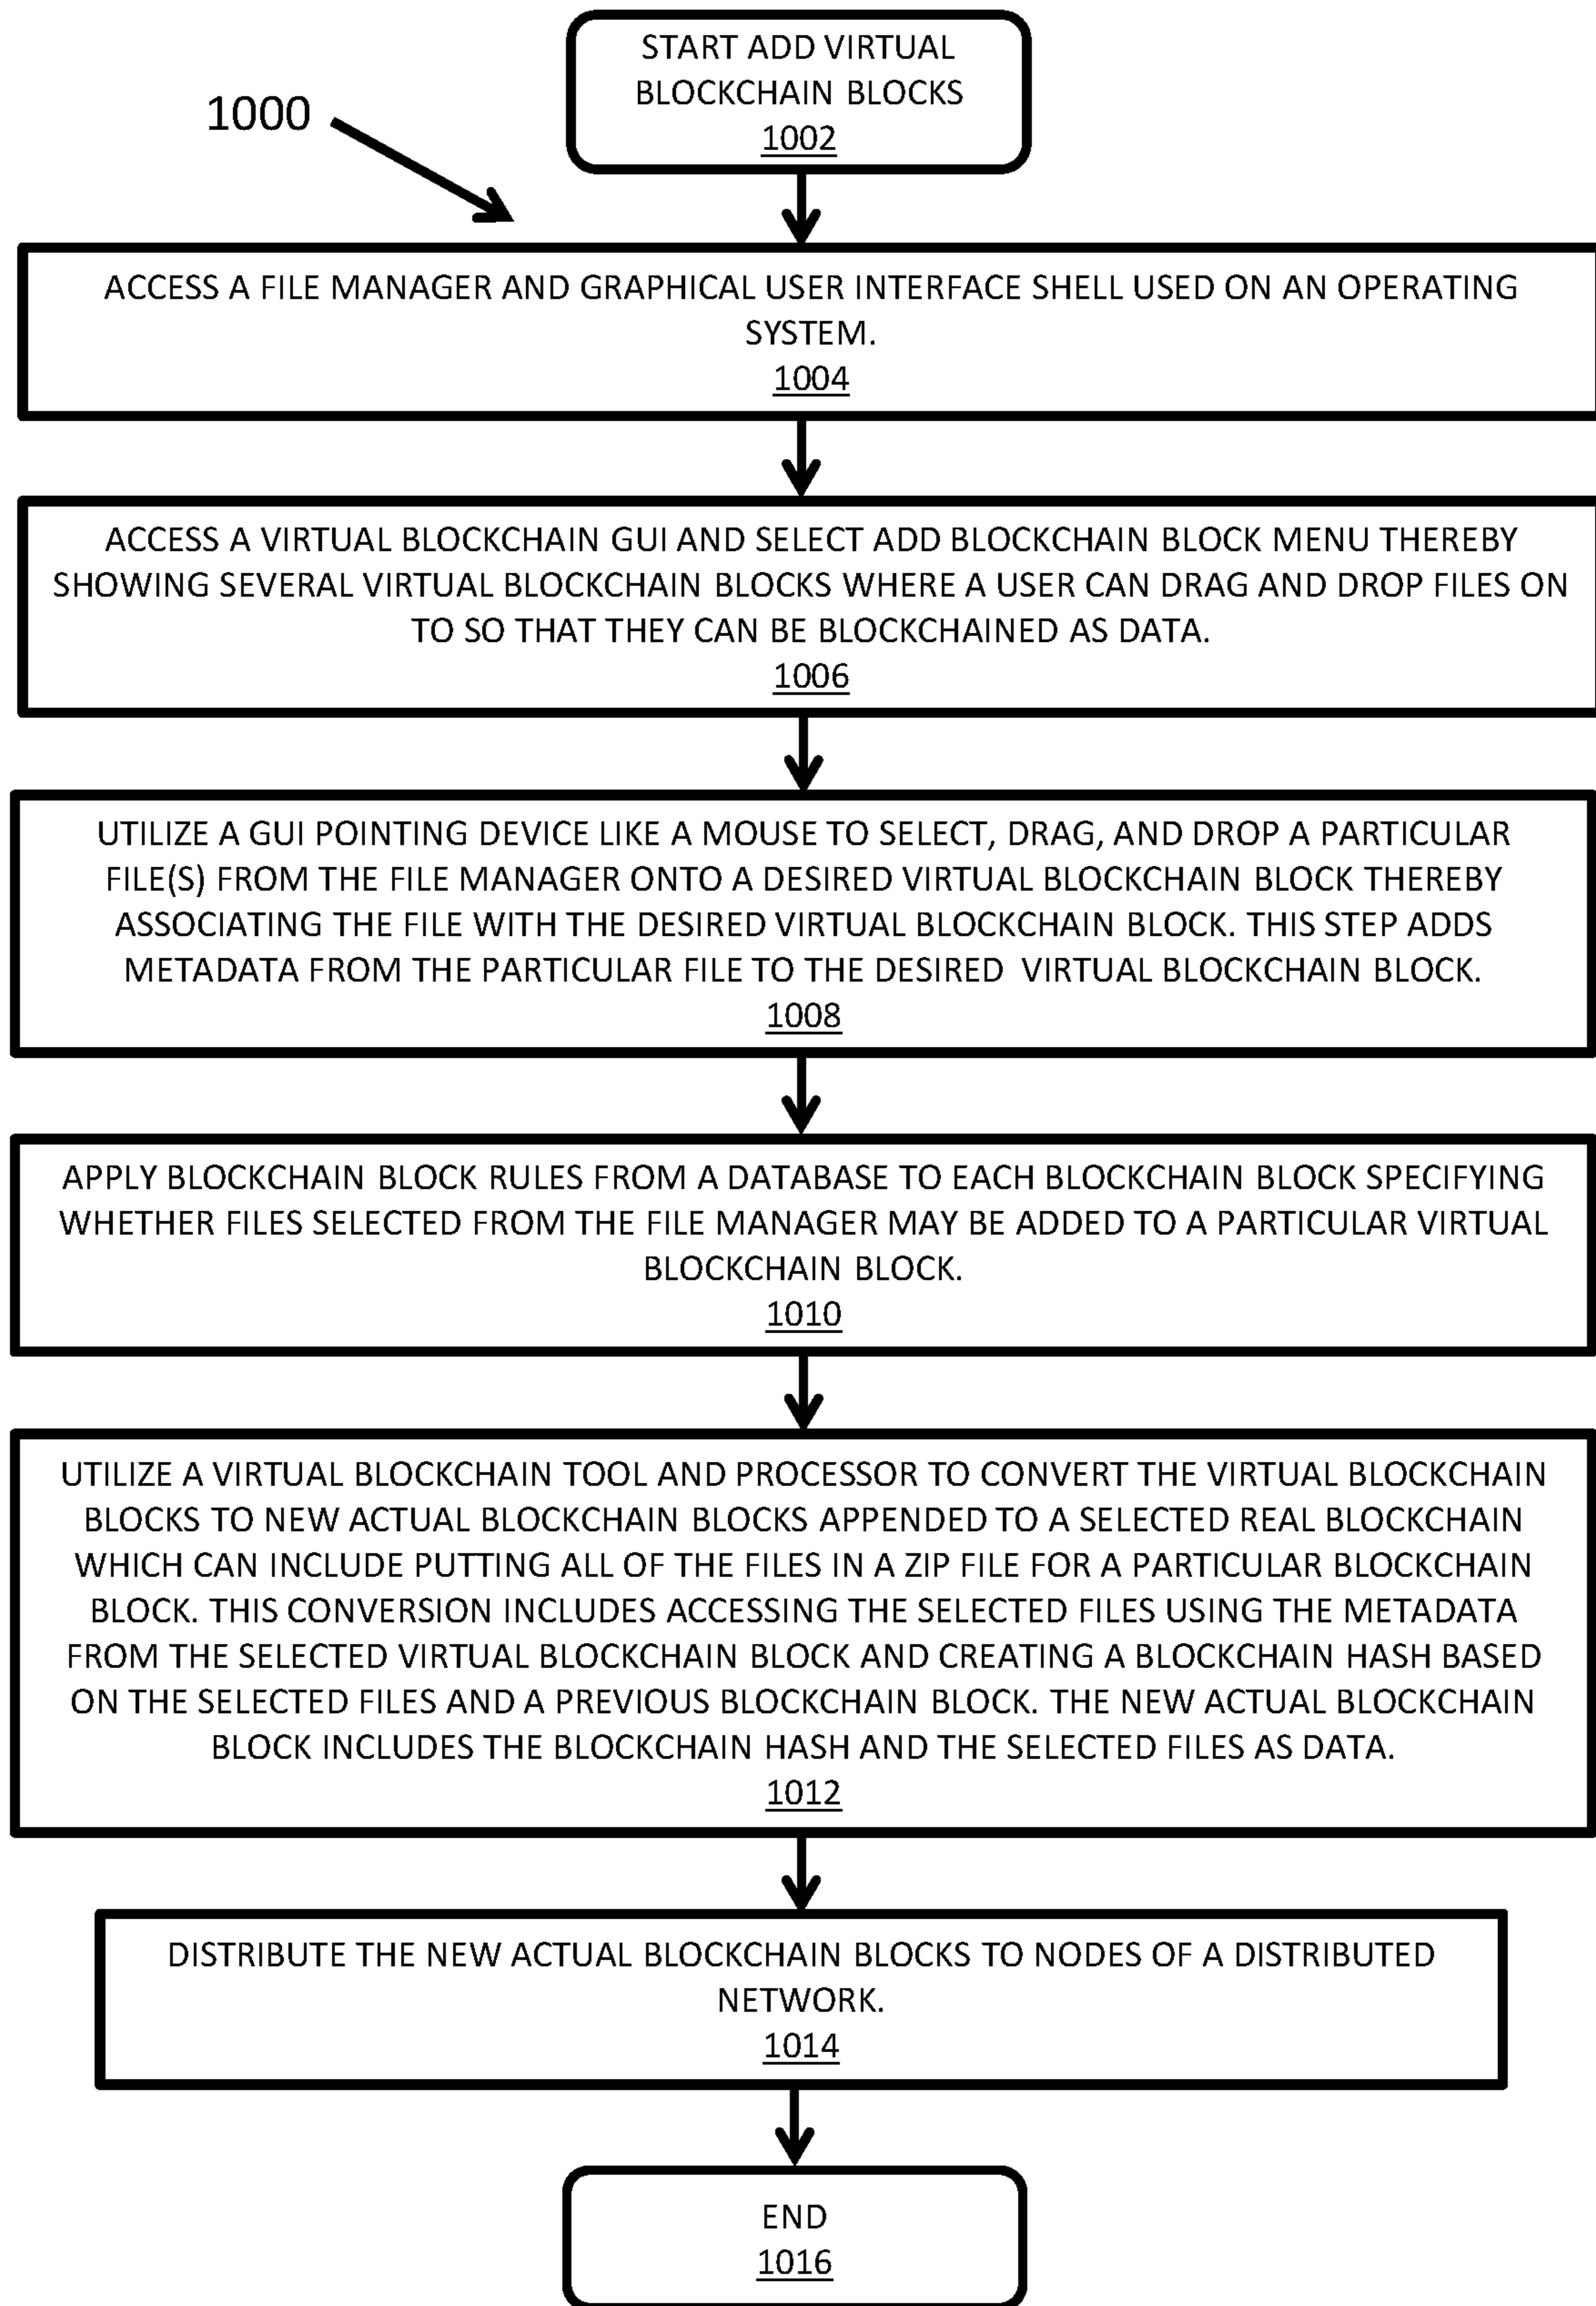 START ADD VIRTUAL
BLOCKCHAIN BLOCKS
1002
1000
ACCESS A FILE MANAGER AND GRAPHICAL USER INTERFACE SHELL USED ON AN OPERATING
SYSTEM.
1004
ACCESS A VIRTUAL BLOCKCHAIN GUI AND SELECT ADD BLOCKCHAIN BLOCK MENU THEREBY
SHOWING SEVERAL VIRTUAL BLOCKCHAIN BLOCKS WHERE A USER CAN DRAG AND DROP FILES ON
TO SO THAT THEY CAN BE BLOCKCHAINED AS DATA.
1006
UTILIZE A GUI POINTING DEVICE LIKE A MOUSE TO SELECT, DRAG, AND DROP A PARTICULAR
FILE(S) FROM THE FILE MANAGER ONTO A DESIRED VIRTUAL BLOCKCHAIN BLOCK THEREBY
ASSOCIATING THE FILE WITH THE DESIRED VIRTUAL BLOCKCHAIN BLOCK. THIS STEP ADDS
METADATA FROM THE PARTICULAR FILE TO THE DESIRED VIRTUAL BLOCKCHAIN BLOCK.
1008
APPLY BLOCKCHAIN BLOCK RULES FROM A DATABASE TO EACH BLOCKCHAIN BLOCK SPECIFYING
WHETHER FILES SELECTED FROM THE FILE MANAGER MAY BE ADDED TO A PARTICULAR VIRTUAL
BLOCKCHAIN BLOCK.
1010
UTILIZE A VIRTUAL BLOCKCHAIN TOOL AND PROCESSOR TO CONVERT THE VIRTUAL BLOCKCHAIN
BLOCKS TO NEW ACTUAL BLOCKCHAIN BLOCKS APPENDED TO A SELECTED REAL BLOCKCHAIN
WHICH CAN INCLUDE PUTTING ALL OF THE FILES IN A ZIP FILE FOR A PARTICULAR BLOCKCHAIN
BLOCK. THIS CONVERSION INCLUDES ACCESSING THE SELECTED FILES USING THE METADATA
FROM THE SELECTED VIRTUAL BLOCKCHAIN BLOCK AND CREATING A BLOCKCHAIN HASH BASED
ON THE SELECTED FILES AND A PREVIOUS BLOCKCHAIN BLOCK. THE NEW ACTUAL BLOCKCHAIN
BLOCK INCLUDES THE BLOCKCHAIN HASH AND THE SELECTED FILES AS DATA.
1012
DISTRIBUTE THE NEW ACTUAL BLOCKCHAIN BLOCKS TO NODES OF A DISTRIBUTED
NETWORK.
1014
END
1016